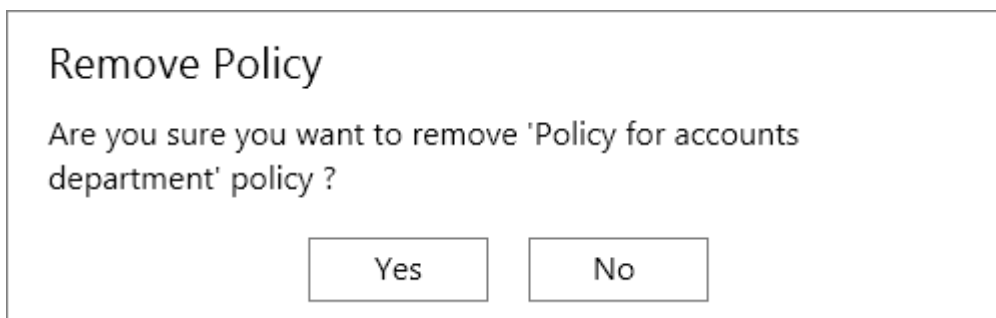 Remove Policy
Are you sure you want to remove 'Policy for accounts
department' policy ?
Yes No